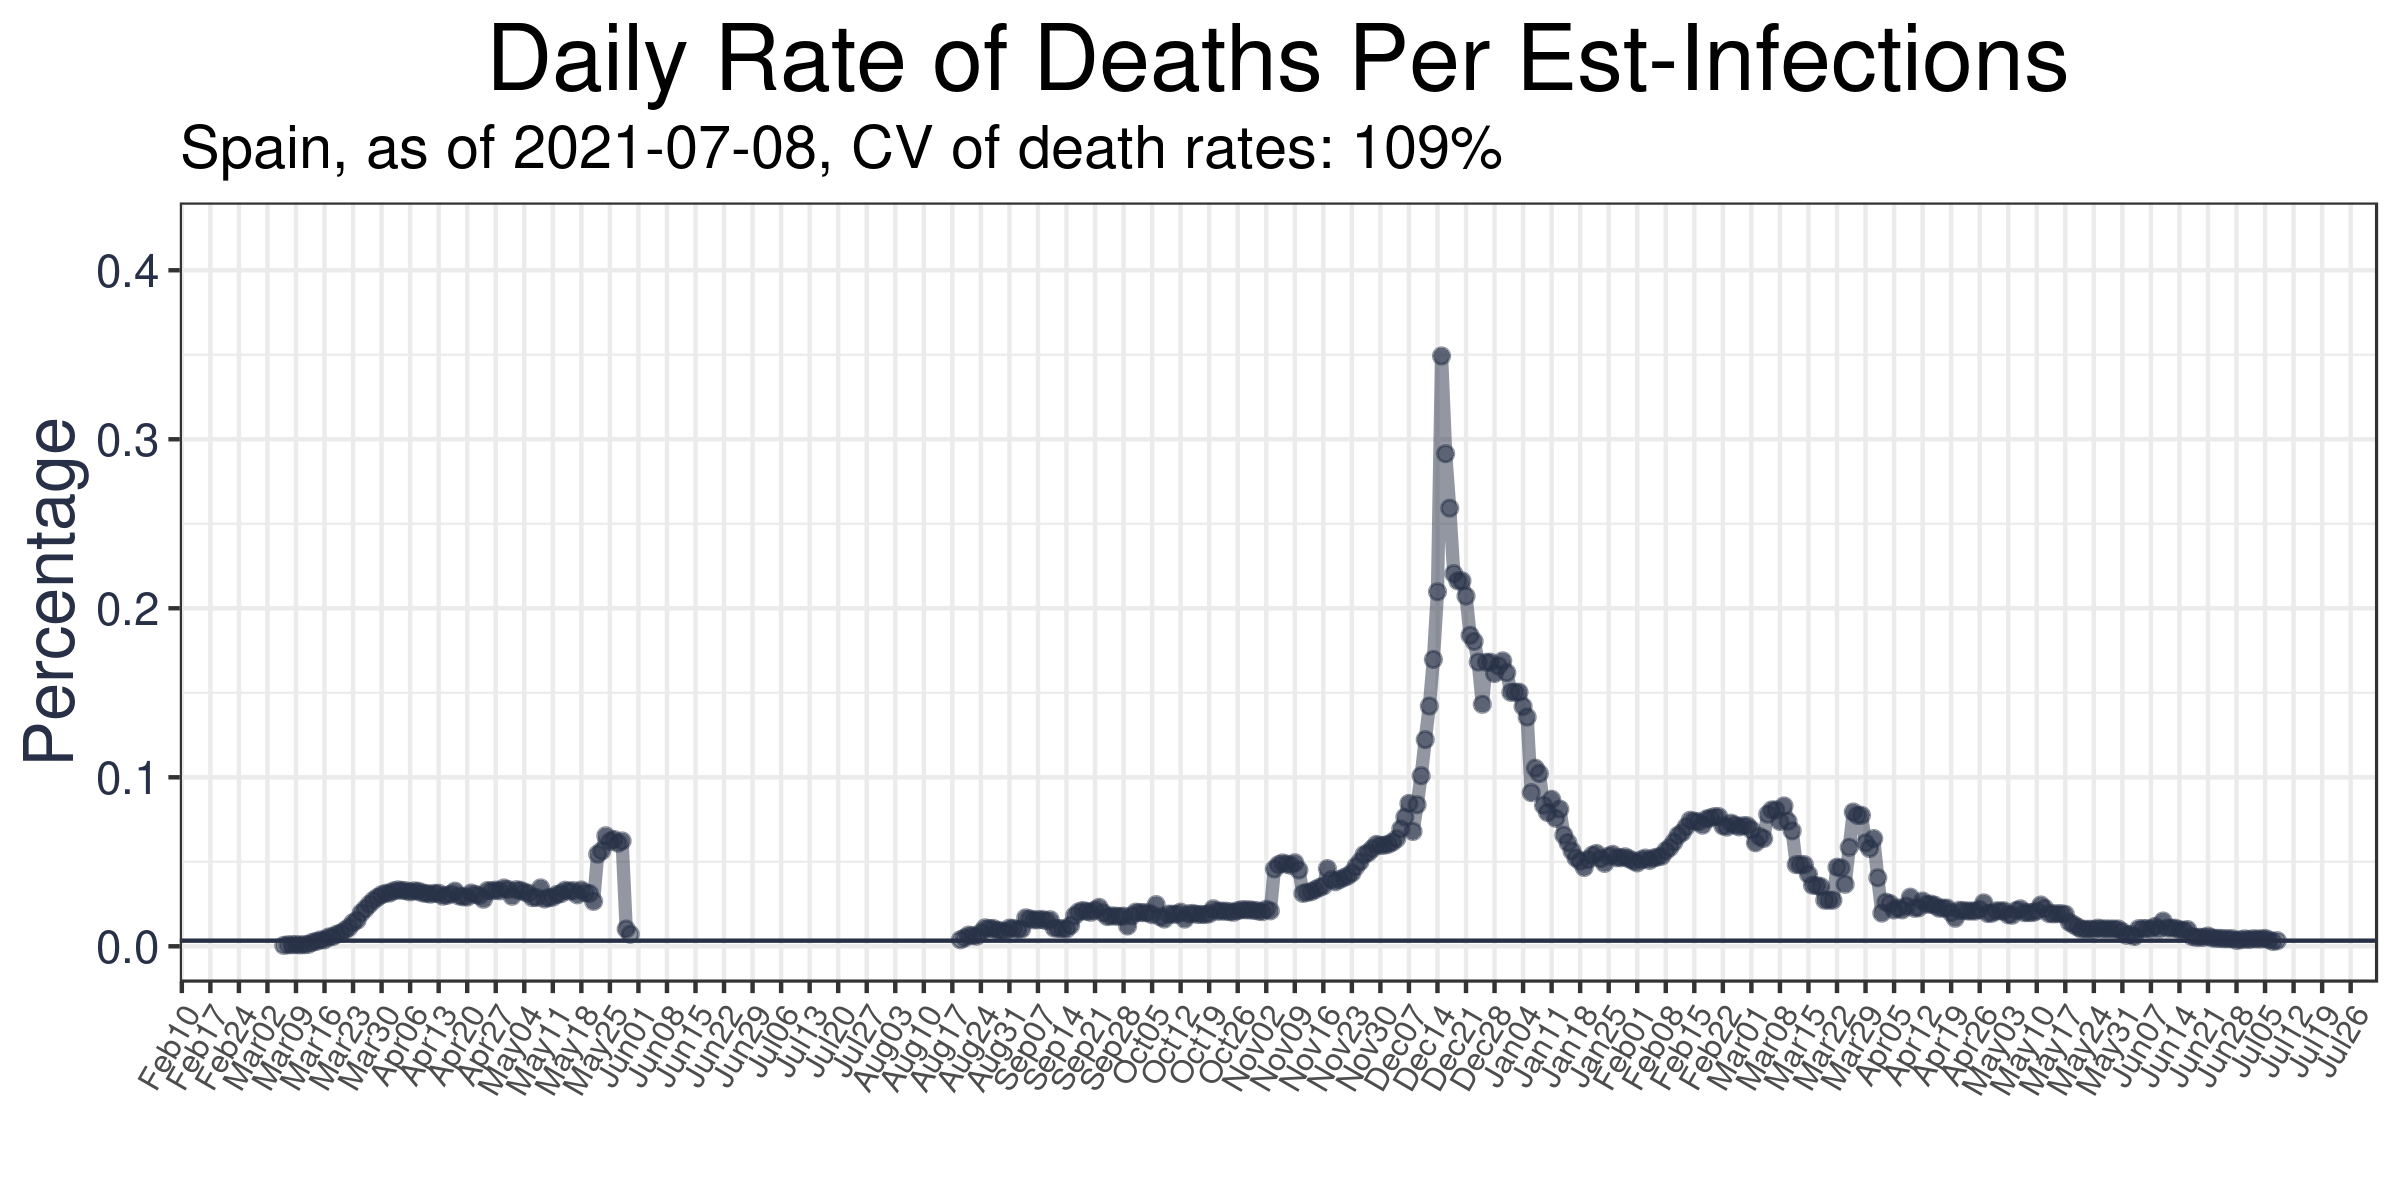 Daily Rate of Deaths Per Est-Infections
Spain, as of 2021-07-08, CV of death rates: 109%
Percentage
0.4
0.3
0.2
0.1
0.0
Feb10 Feb17 Feb24 Mar02 Mar09 Mar16 Mar23 Mar30 Apr06 Apr13 Apr20 Apr27 May04 May11 May18 May25 Jun01 Jun08 Jun15 Jun22 Jun29 Jul06 Jul13 Jul20 Jul27 Aug03 Aug10 Aug17 Aug24 Aug31 Sep07 Sep14 Sep21 Sep28 Oct05 Oct12 Oct19 Oct26 Nov02 Nov09 Nov16 Nov23 Nov30 Dec07 Dec14 Dec21 Dec28 Jan04 Jan11 Jan18 Jan25 Feb01 Feb08 Feb15 Feb22 Mar01 Mar08 Mar15 Mar22 Mar29 Apr05 Apr12 Apr19 Apr26 May03 May10 May17 May24 May31 Jun07 Jun14 Jun21 Jun28 Jul05 Jul12 Jul19 Jul26